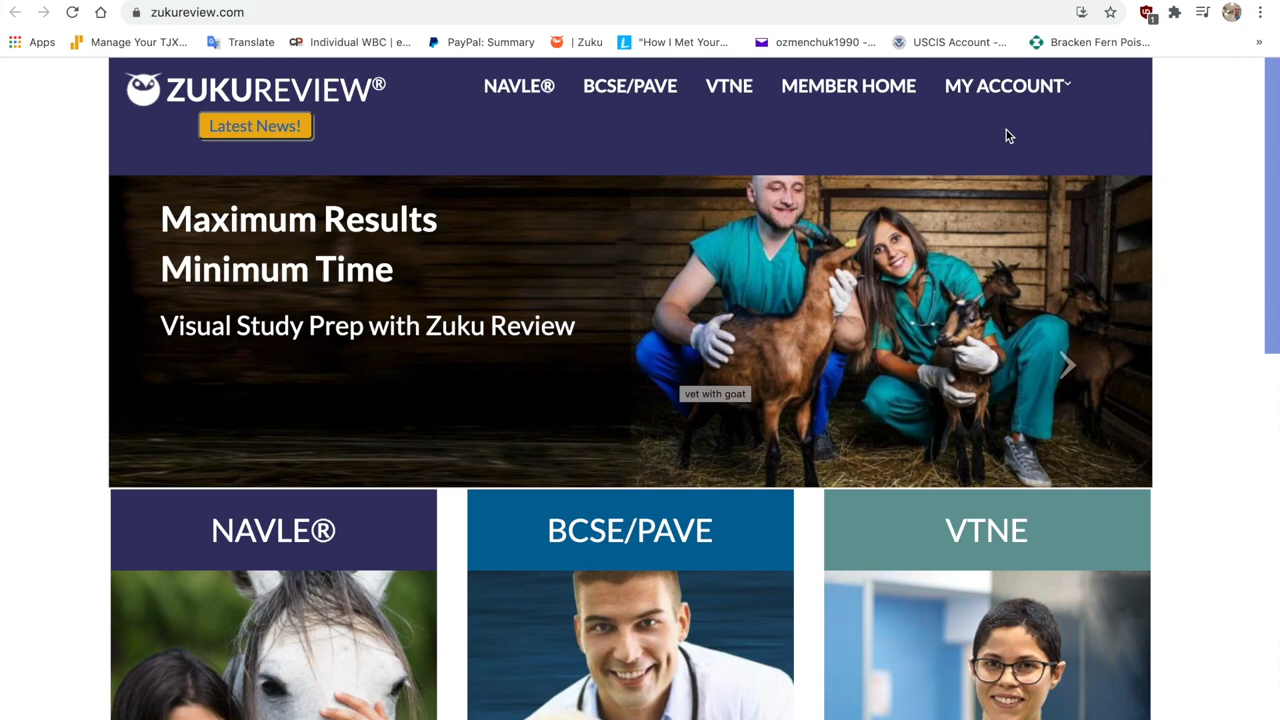 zukureview.com
1
Apps
Manage Your TJX...
Translate
CP Individual WBC | e...
PayPal: Summary
| Zuku
L "How I Met Your...
ozmenchuk1990 -...
USCIS Account -...
Bracken Fern Pois...
»
ZUKUREVIEW®
NAVLE®
BCSE/PAVE
VTNE
MEMBER HOME
MY ACCOUNT
Latest News!
Maximum Results
Minimum Time
Visual Study Prep with Zuku Review
vet with goat
NAVLE®
BCSE/PAVE
VTNE